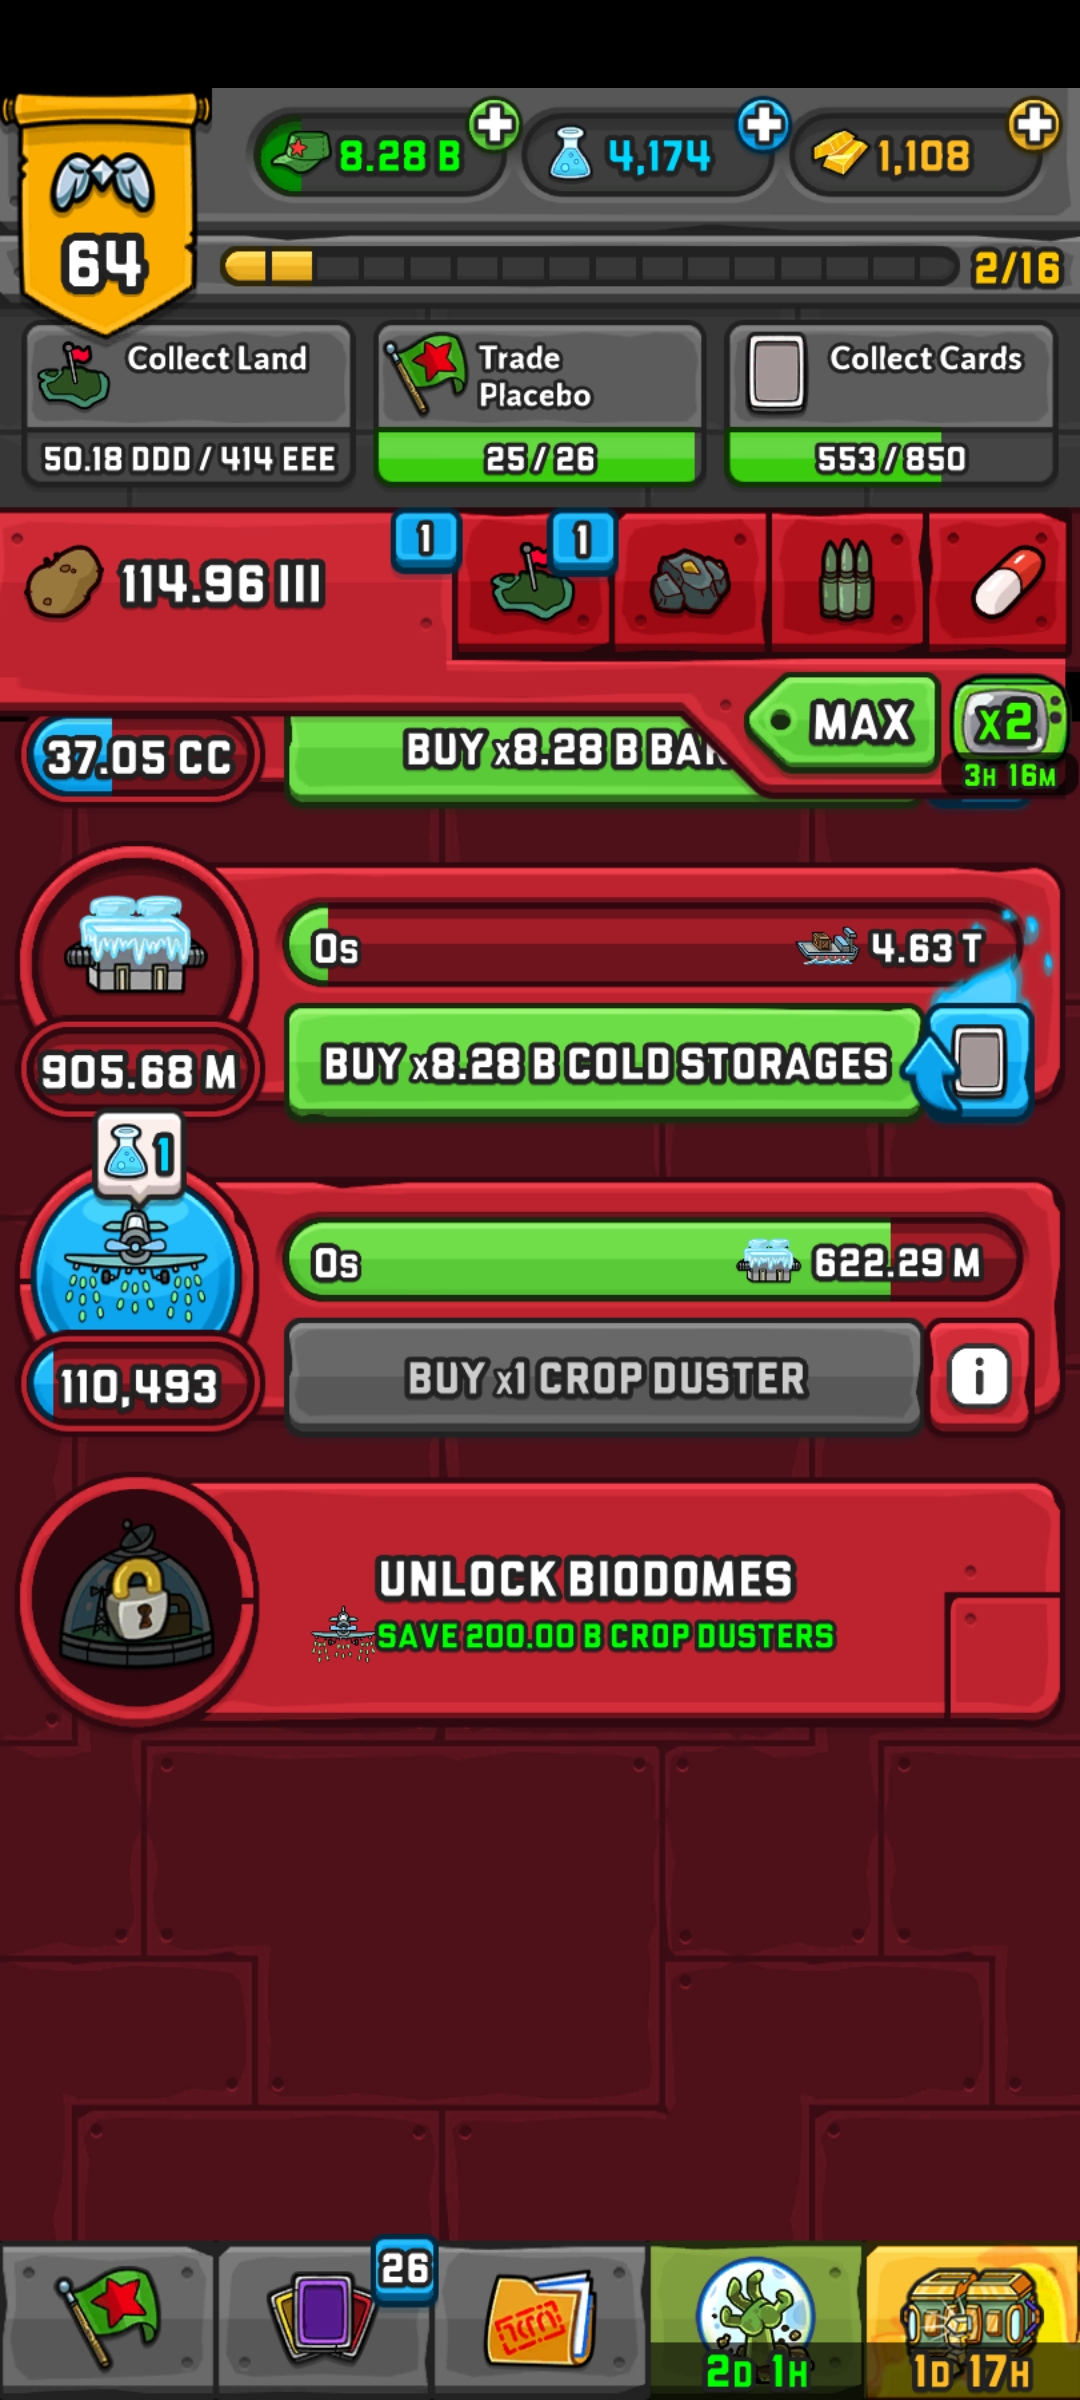 8.28 B
4,174
1,108
64
2/16
Collect Land
50.18 DDD / 414 EEE
Trade
Placebo
25 / 26
Collect Cards
553 / 850
114.96 III
1
1
MAX
x2
3H 16M
37.05 CC
BUY x8.28 B
0s
4.63 T
905.68 M
BUY x8.28 B COLD STORAGES
1
0s
622.29 M
110,493
BUY x1 CROP DUSTER
i
UNLOCK BIODOMES
SAVE 200.00 B CROP DUSTERS
26
2D 1H
1D 17H